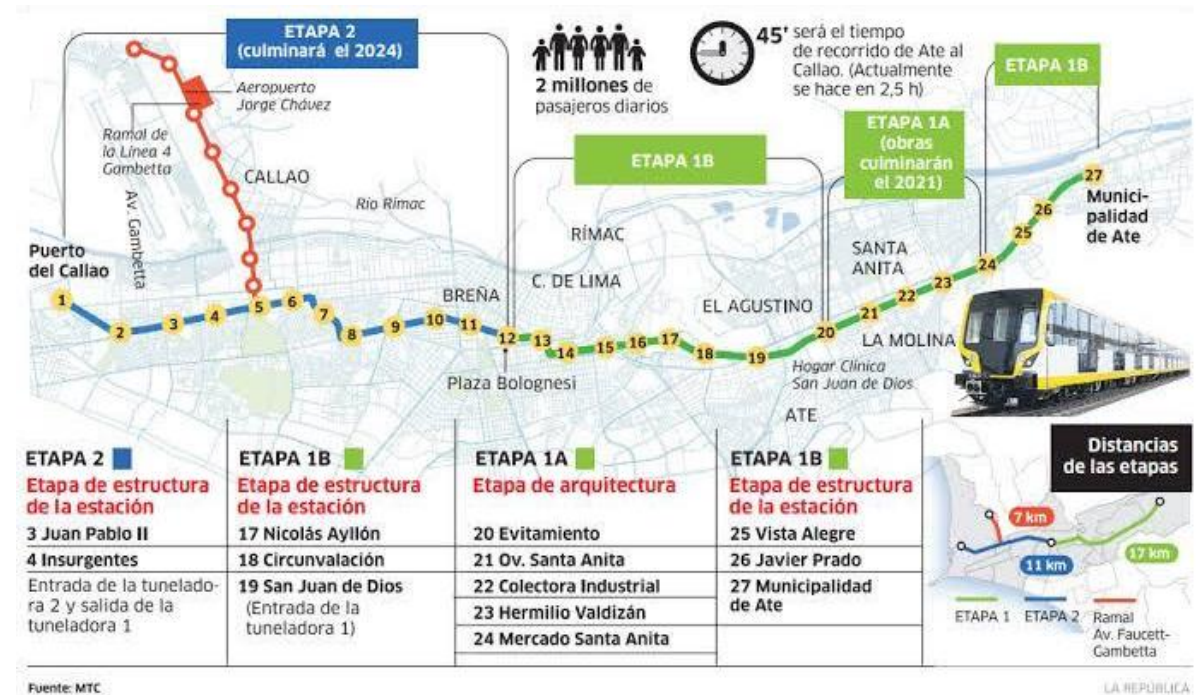 ETAPA 2
(culminará el 2024)
2 millones de
pasajeros diarios
45' será el tiempo
de recorrido de Ate al
Callao. (Actualmente
se hace en 2,5 h)
ETAPA 1B
ETAPA 1A
(obras
culminarán
el 2021)
ETAPA 1B
Aeropuerto
Jorge Chávez
Ramal de
la Línea 4
Gambetta
Av. Gambetta
CALLAO
Río Rímac
RÍMAC
C. DE LIMA
BREÑA
EL AGUSTINO
SANTA
ANITA
LA MOLINA
ATE
Puerto
del Callao
Munici-
palidad
de Ate
Plaza Bolognesi
Hogar Clínica
San Juan de Dios
1
2
3
4
5
6
7
8
9
10
11
12
13
14
15
16
17
18
19
20
21
22
23
24
25
26
27
ETAPA 2
Etapa de estructura
de la estación
3 Juan Pablo II
4 Insurgentes
Entrada de la tunelado-
ra 2 y salida de la
tuneladora 1
ETAPA 1B
Etapa de estructura
de la estación
17 Nicolás Ayllón
18 Circunvalación
19 San Juan de Dios
(Entrada de la
tuneladora 1)
ETAPA 1A
Etapa de arquitectura
20 Evitamiento
21 Ov. Santa Anita
22 Colectora Industrial
23 Hermilio Valdizán
24 Mercado Santa Anita
ETAPA 1B
Etapa de estructura
de la estación
25 Vista Alegre
26 Javier Prado
27 Municipalidad
de Ate
Distancias
de las etapas
7 km
11 km
17 km
ETAPA 1
ETAPA 2
Ramal
Av. Faucett-
Gambetta
Fuente: MTC
LA REPÚBLICA